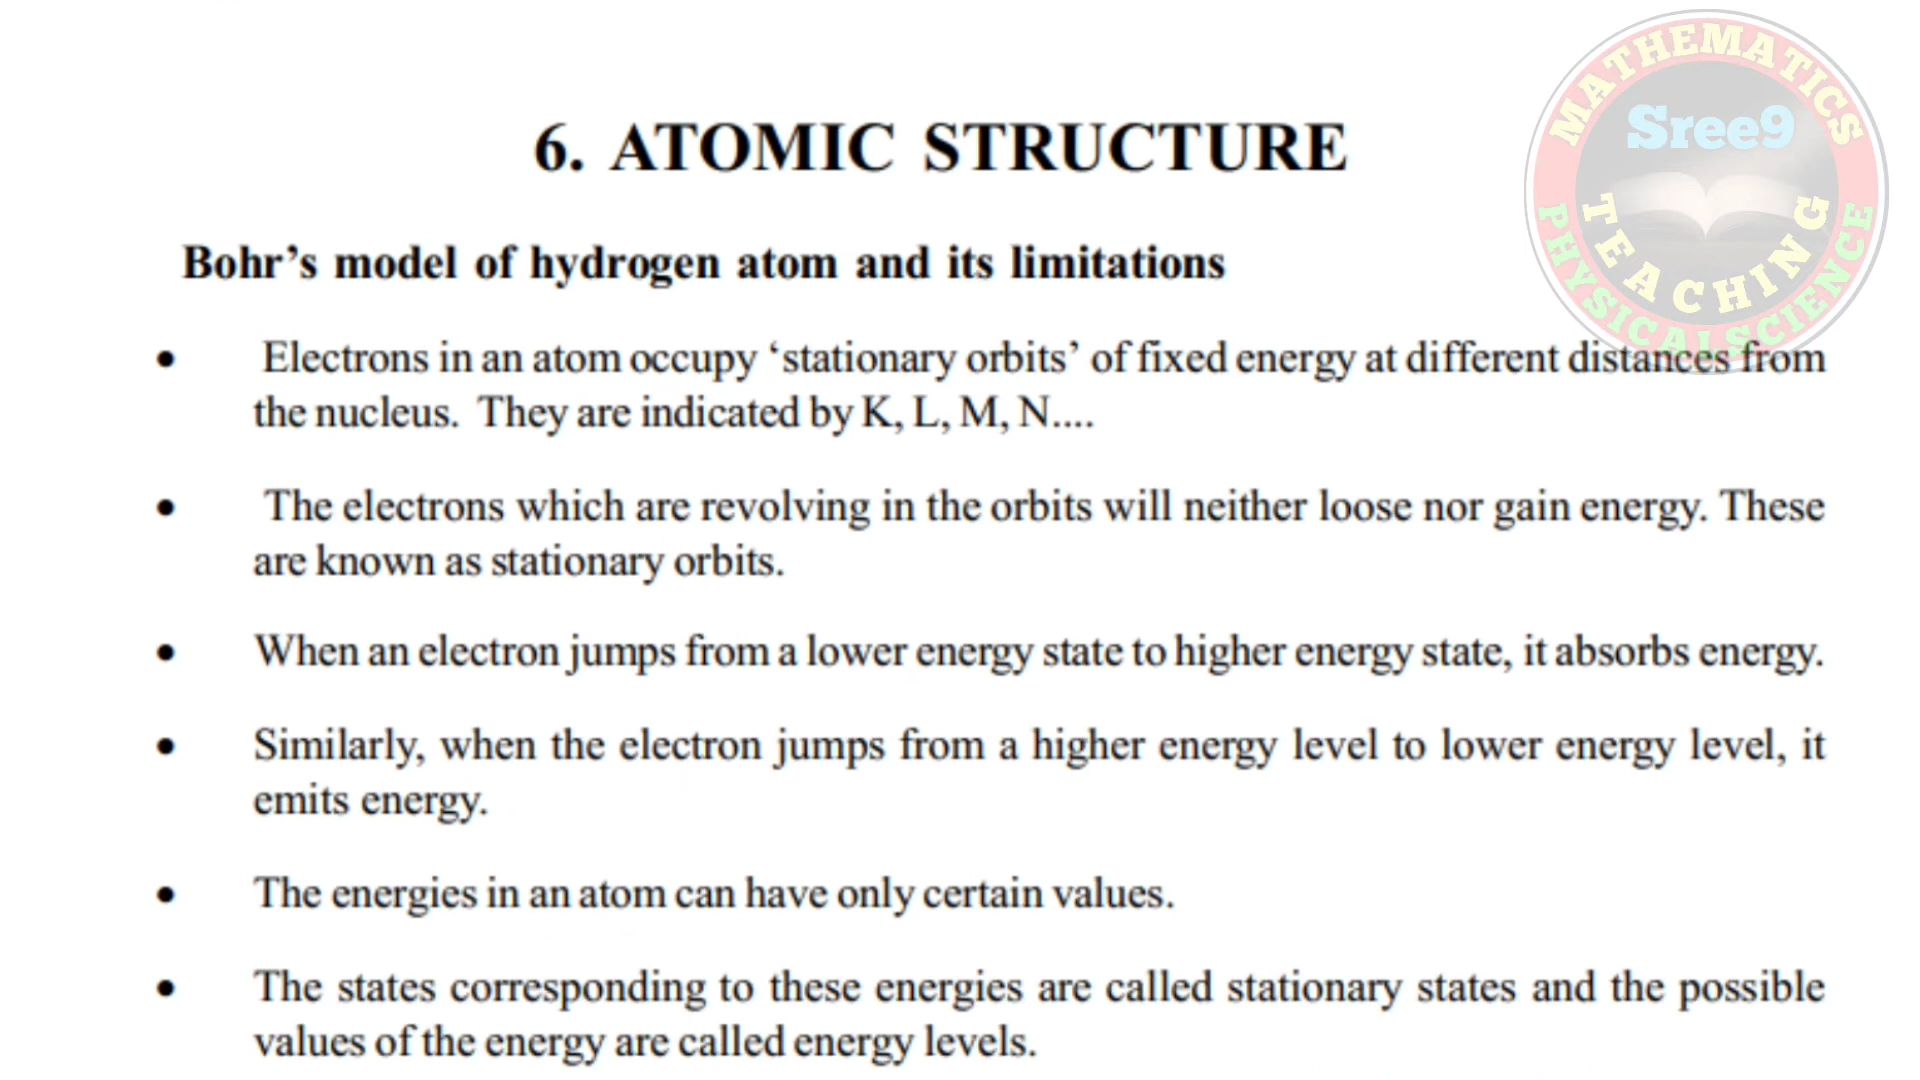 MATHEMATICS
Sree9
TEACHING
PHYSICALSCIENCE
6. ATOMIC STRUCTURE
Bohr’s model of hydrogen atom and its limitations
• Electrons in an atom occupy ‘stationary orbits’ of fixed energy at different distances from
the nucleus. They are indicated by K, L, M, N....
• The electrons which are revolving in the orbits will neither loose nor gain energy. These
are known as stationary orbits.
• When an electron jumps from a lower energy state to higher energy state, it absorbs energy.
• Similarly, when the electron jumps from a higher energy level to lower energy level, it
emits energy.
• The energies in an atom can have only certain values.
• The states corresponding to these energies are called stationary states and the possible
values of the energy are called energy levels.